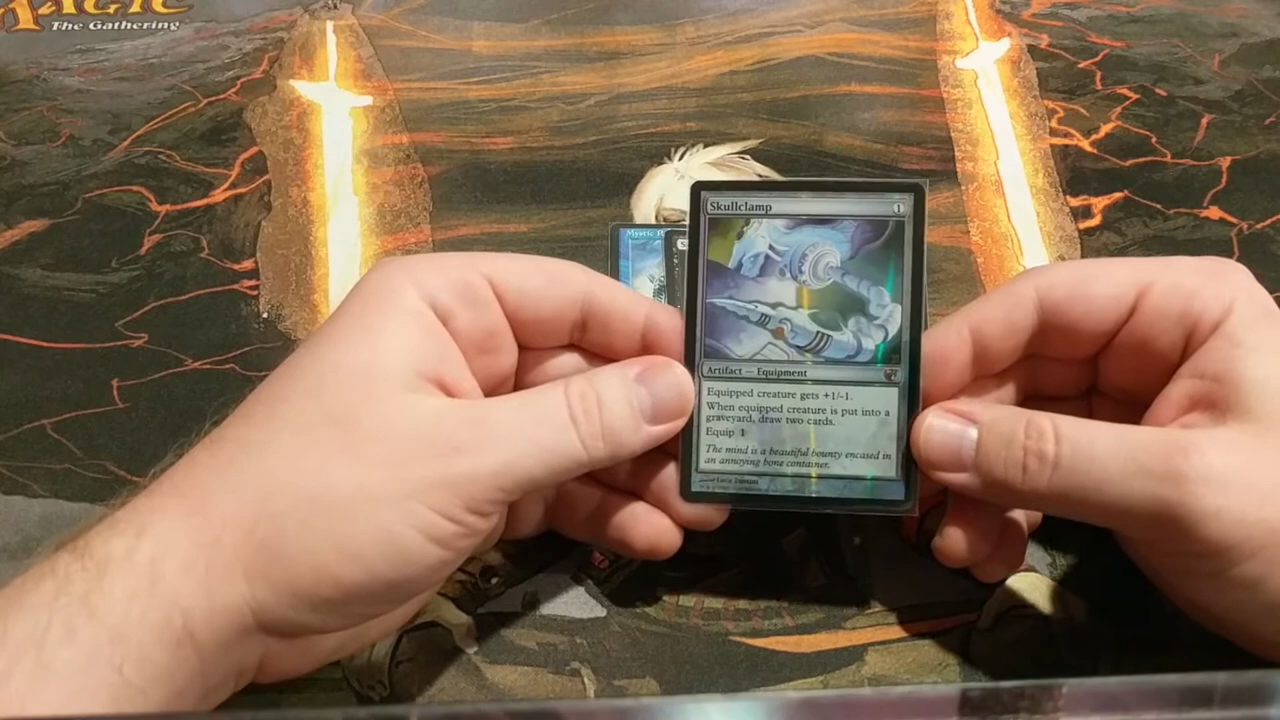 MAGIC
The Gathering
Mystic
Skullclamp
1
Artifact — Equipment
Equipped creature gets +1/-1.
When equipped creature is put into a
graveyard, draw two cards.
Equip 1
The mind is a beautiful bounty encased in
an annoying bone container.